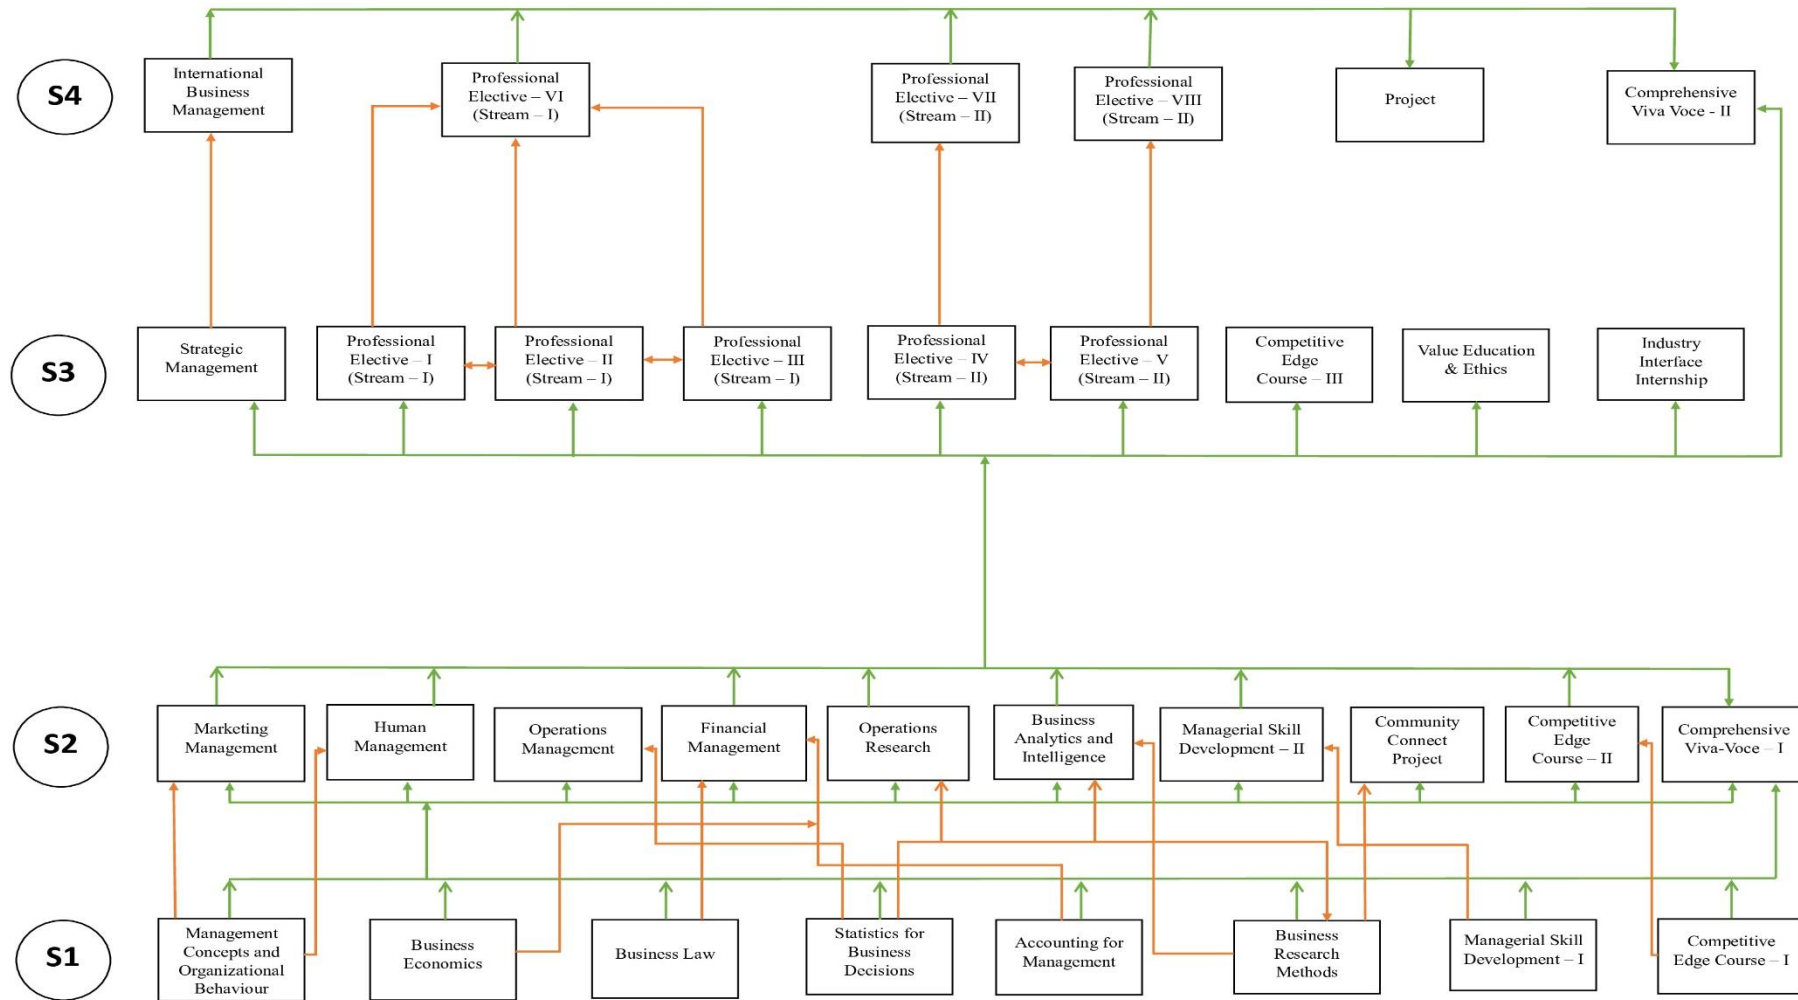 S4
International
Business
Management
Professional
Elective – VI
(Stream – I)
Professional
Elective – VII
(Stream – II)
Professional
Elective – VIII
(Stream – II)
Project
Comprehensive
Viva Voce - II
S3
Strategic
Management
Professional
Elective – I
(Stream – I)
Professional
Elective – II
(Stream – I)
Professional
Elective – III
(Stream – I)
Professional
Elective – IV
(Stream – II)
Professional
Elective – V
(Stream – II)
Competitive
Edge
Course – III
Value Education
& Ethics
Industry
Interface
Internship
S2
Marketing
Management
Human
Management
Operations
Management
Financial
Management
Operations
Research
Business
Analytics and
Intelligence
Managerial Skill
Development – II
Community
Connect
Project
Competitive
Edge
Course – II
Comprehensive
Viva-Voce – I
S1
Management
Concepts and
Organizational
Behaviour
Business
Economics
Business Law
Statistics for
Business
Decisions
Accounting for
Management
Business
Research
Methods
Managerial Skill
Development – I
Competitive
Edge Course – I